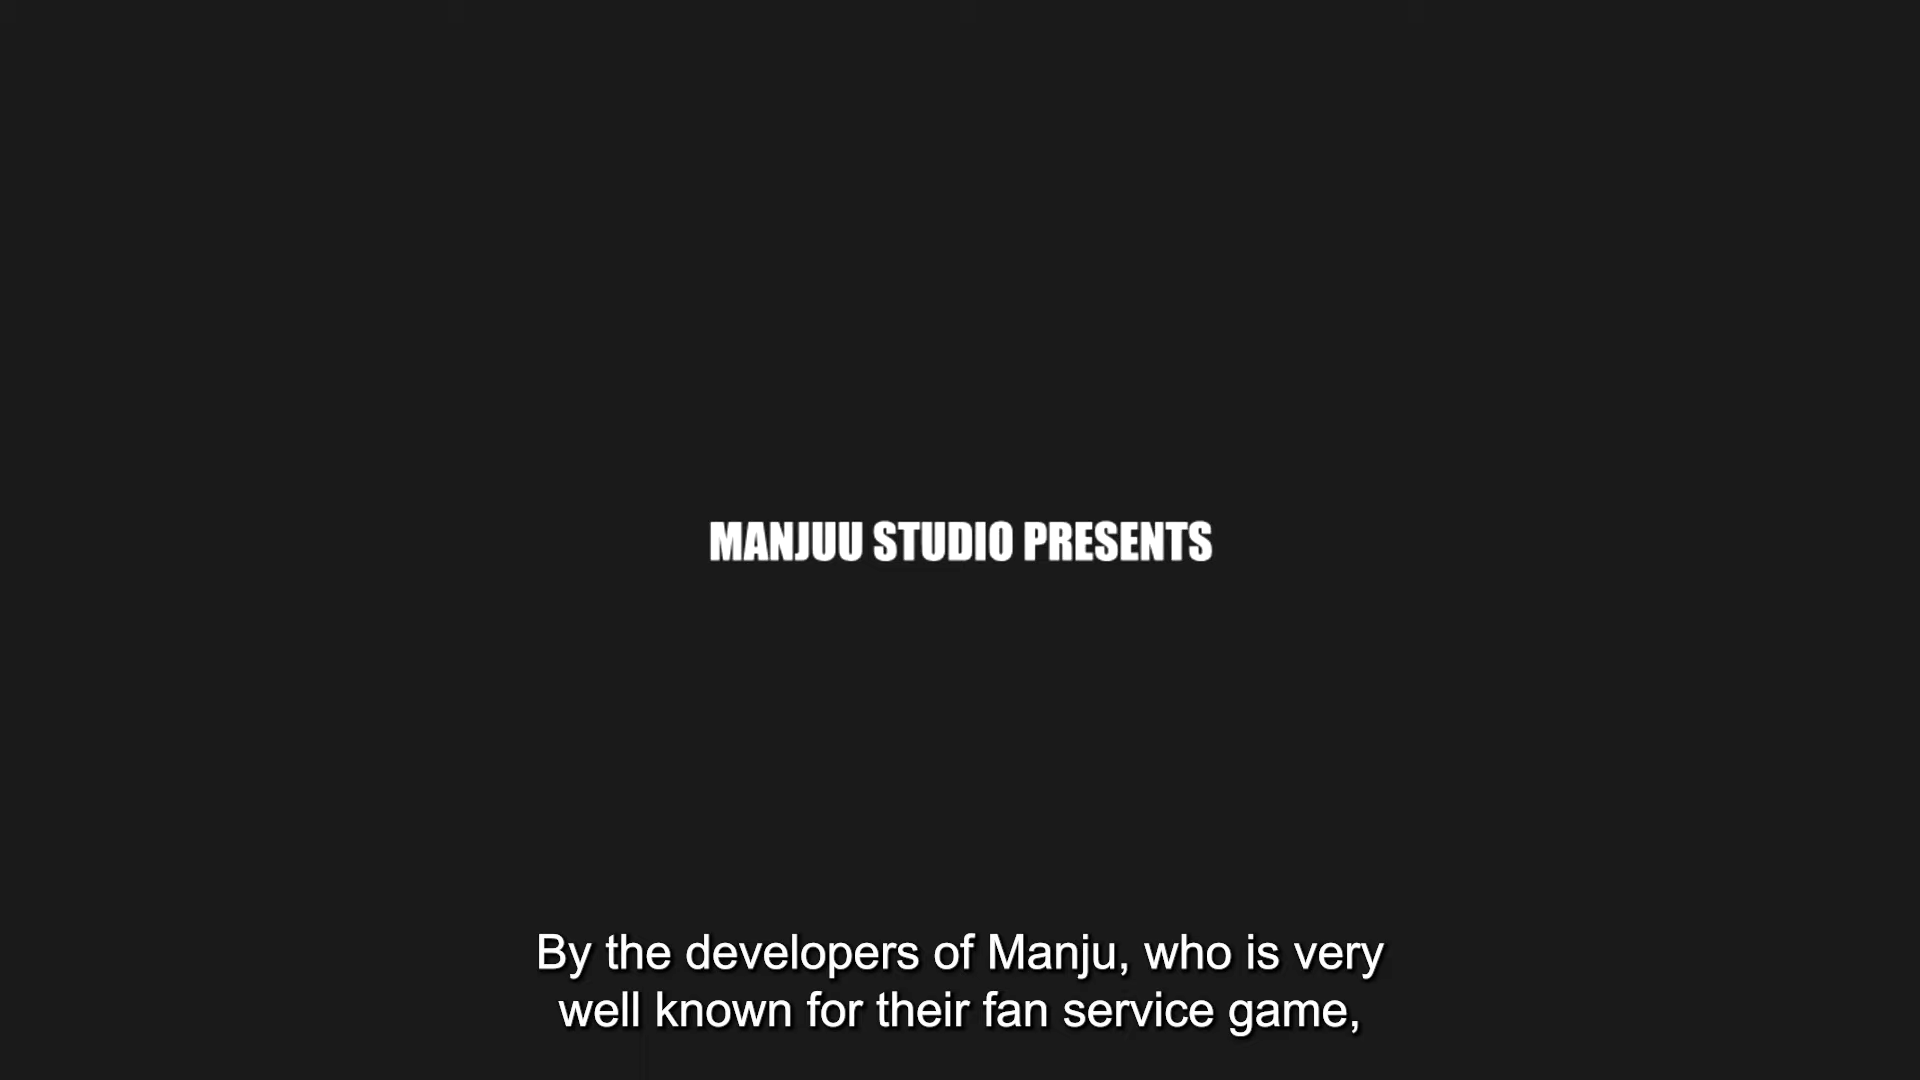 MANJUU STUDIO PRESENTS
By the developers of Manju, who is very
well known for their fan service game,